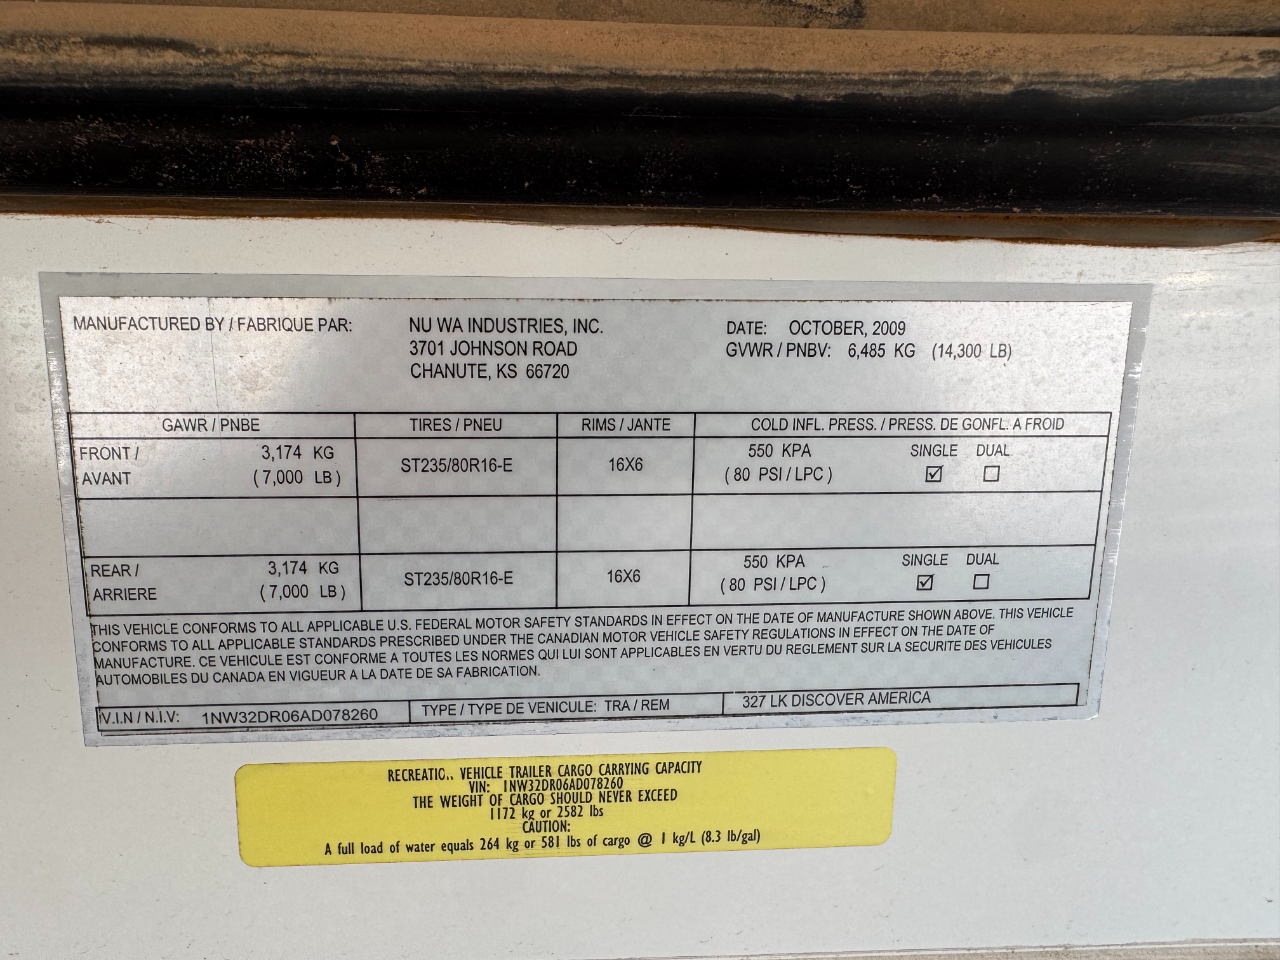 MANUFACTURED BY / FABRIQUE PAR: NU WA INDUSTRIES, INC. DATE: OCTOBER, 2009
3701 JOHNSON ROAD GVWR / PNBV: 6,485 KG (14,300 LB)
CHANUTE, KS 66720
GAWR / PNBE TIRES / PNEU RIMS / JANTE COLD INFL. PRESS. / PRESS. DE GONFL. A FROID
FRONT / 3,174 KG ST235/80R16-E 16X6 550 KPA SINGLE DUAL
AVANT (7,000 LB) (80 PSI / LPC) ☑ ☐
REAR / 3,174 KG ST235/80R16-E 16X6 550 KPA SINGLE DUAL
ARRIERE (7,000 LB) (80 PSI / LPC) ☑ ☐
THIS VEHICLE CONFORMS TO ALL APPLICABLE U.S. FEDERAL MOTOR SAFETY STANDARDS IN EFFECT ON THE DATE OF MANUFACTURE SHOWN ABOVE. THIS VEHICLE
CONFORMS TO ALL APPLICABLE STANDARDS PRESCRIBED UNDER THE CANADIAN MOTOR VEHICLE SAFETY REGULATIONS IN EFFECT ON THE DATE OF
MANUFACTURE. CE VEHICULE EST CONFORME A TOUTES LES NORMES QUI LUI SONT APPLICABLES EN VERTU DU REGLEMENT SUR LA SECURITE DES VEHICULES
AUTOMOBILES DU CANADA EN VIGUEUR A LA DATE DE SA FABRICATION.
V.I.N / N.I.V: 1NW32DR06AD078260 TYPE / TYPE DE VENICULE: TRA / REM 327 LK DISCOVER AMERICA
RECREATIC.. VEHICLE TRAILER CARGO CARRYING CAPACITY
VIN: 1NW32DR06AD078260
THE WEIGHT OF CARGO SHOULD NEVER EXCEED
1172 kg or 2582 lbs
CAUTION:
A full load of water equals 264 kg or 581 lbs of cargo @ 1 kg/L (8.3 lb/gal)